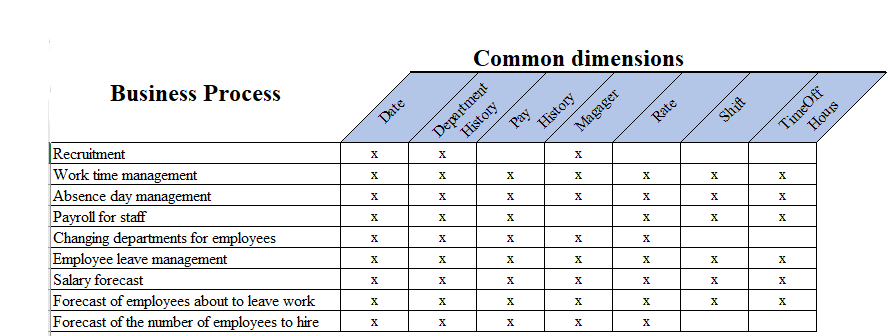 Common dimensions
Business Process
Date
Department
History
Pay History
Magager
Rate
Shift
TimeOff
Hours
Recruitment x x x
Work time management x x x x x x x
Absence day management x x x x x x x
Payroll for staff x x x x x x
Changing departments for employees x x x x x
Employee leave management x x x x x x x
Salary forecast x x x x x x x
Forecast of employees about to leave work x x x x x x x
Forecast of the number of employees to hire x x x x x